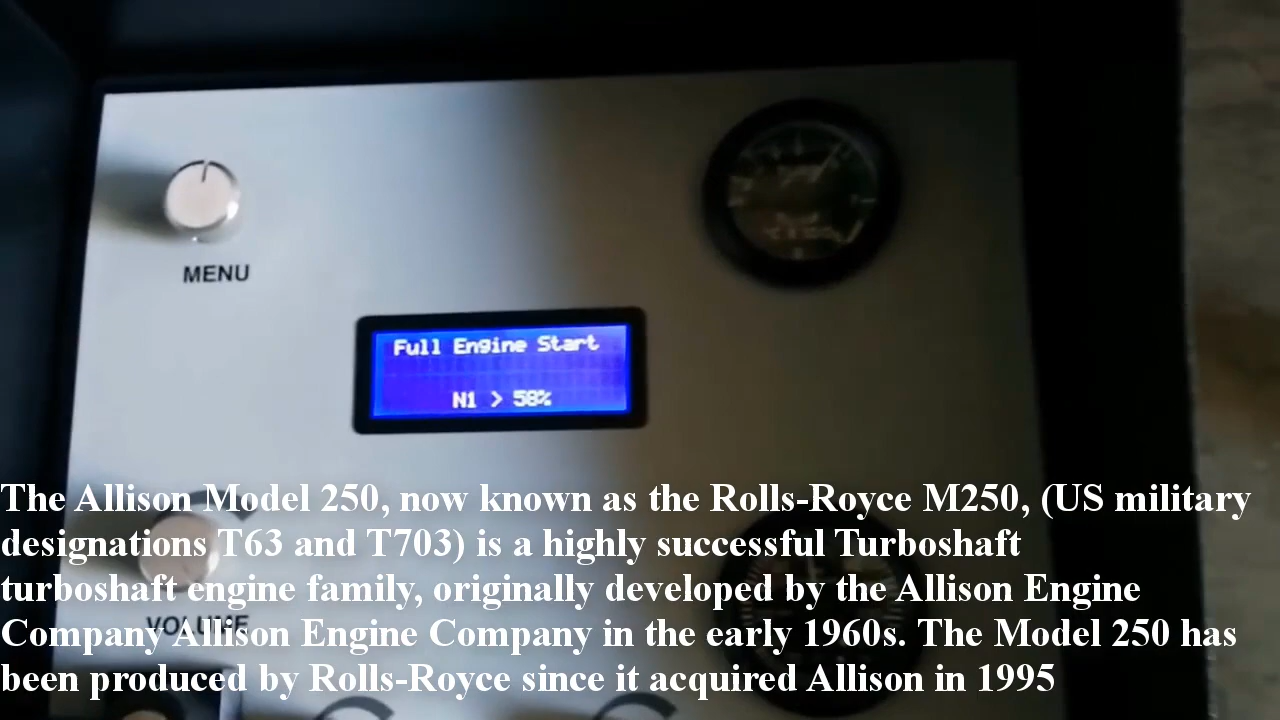 MENU
Full Engine Start
N1 > 58%
The Allison Model 250, now known as the Rolls-Royce M250, (US military
designations T63 and T703) is a highly successful Turboshaft
turboshaft engine family, originally developed by the Allison Engine
Company Allison Engine Company in the early 1960s. The Model 250 has
been produced by Rolls-Royce since it acquired Allison in 1995
VOLUME